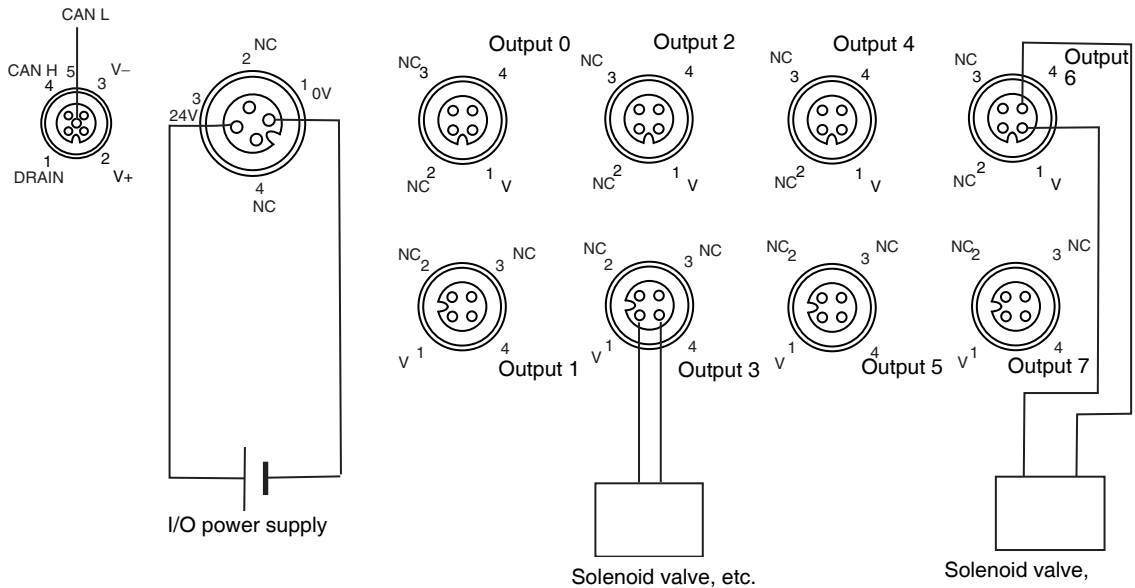 CAN L
CAN H
5
4
3
V–
1
2
DRAIN
V+
NC
2
3
24V
1
0V
4
NC
Output 0
NC
3
4
NC
2
1
V
Output 2
NC
3
4
NC
2
1
V
Output 4
NC
3
4
NC
2
1
V
Output
6
NC
3
4
NC
2
1
V
NC
2
3
NC
V
1
4
Output 1
NC
2
3
NC
V
1
4
Output 3
NC
2
3
NC
V
1
4
Output 5
NC
2
3
NC
V
1
4
Output 7
I/O power supply
Solenoid valve, etc.
Solenoid valve,